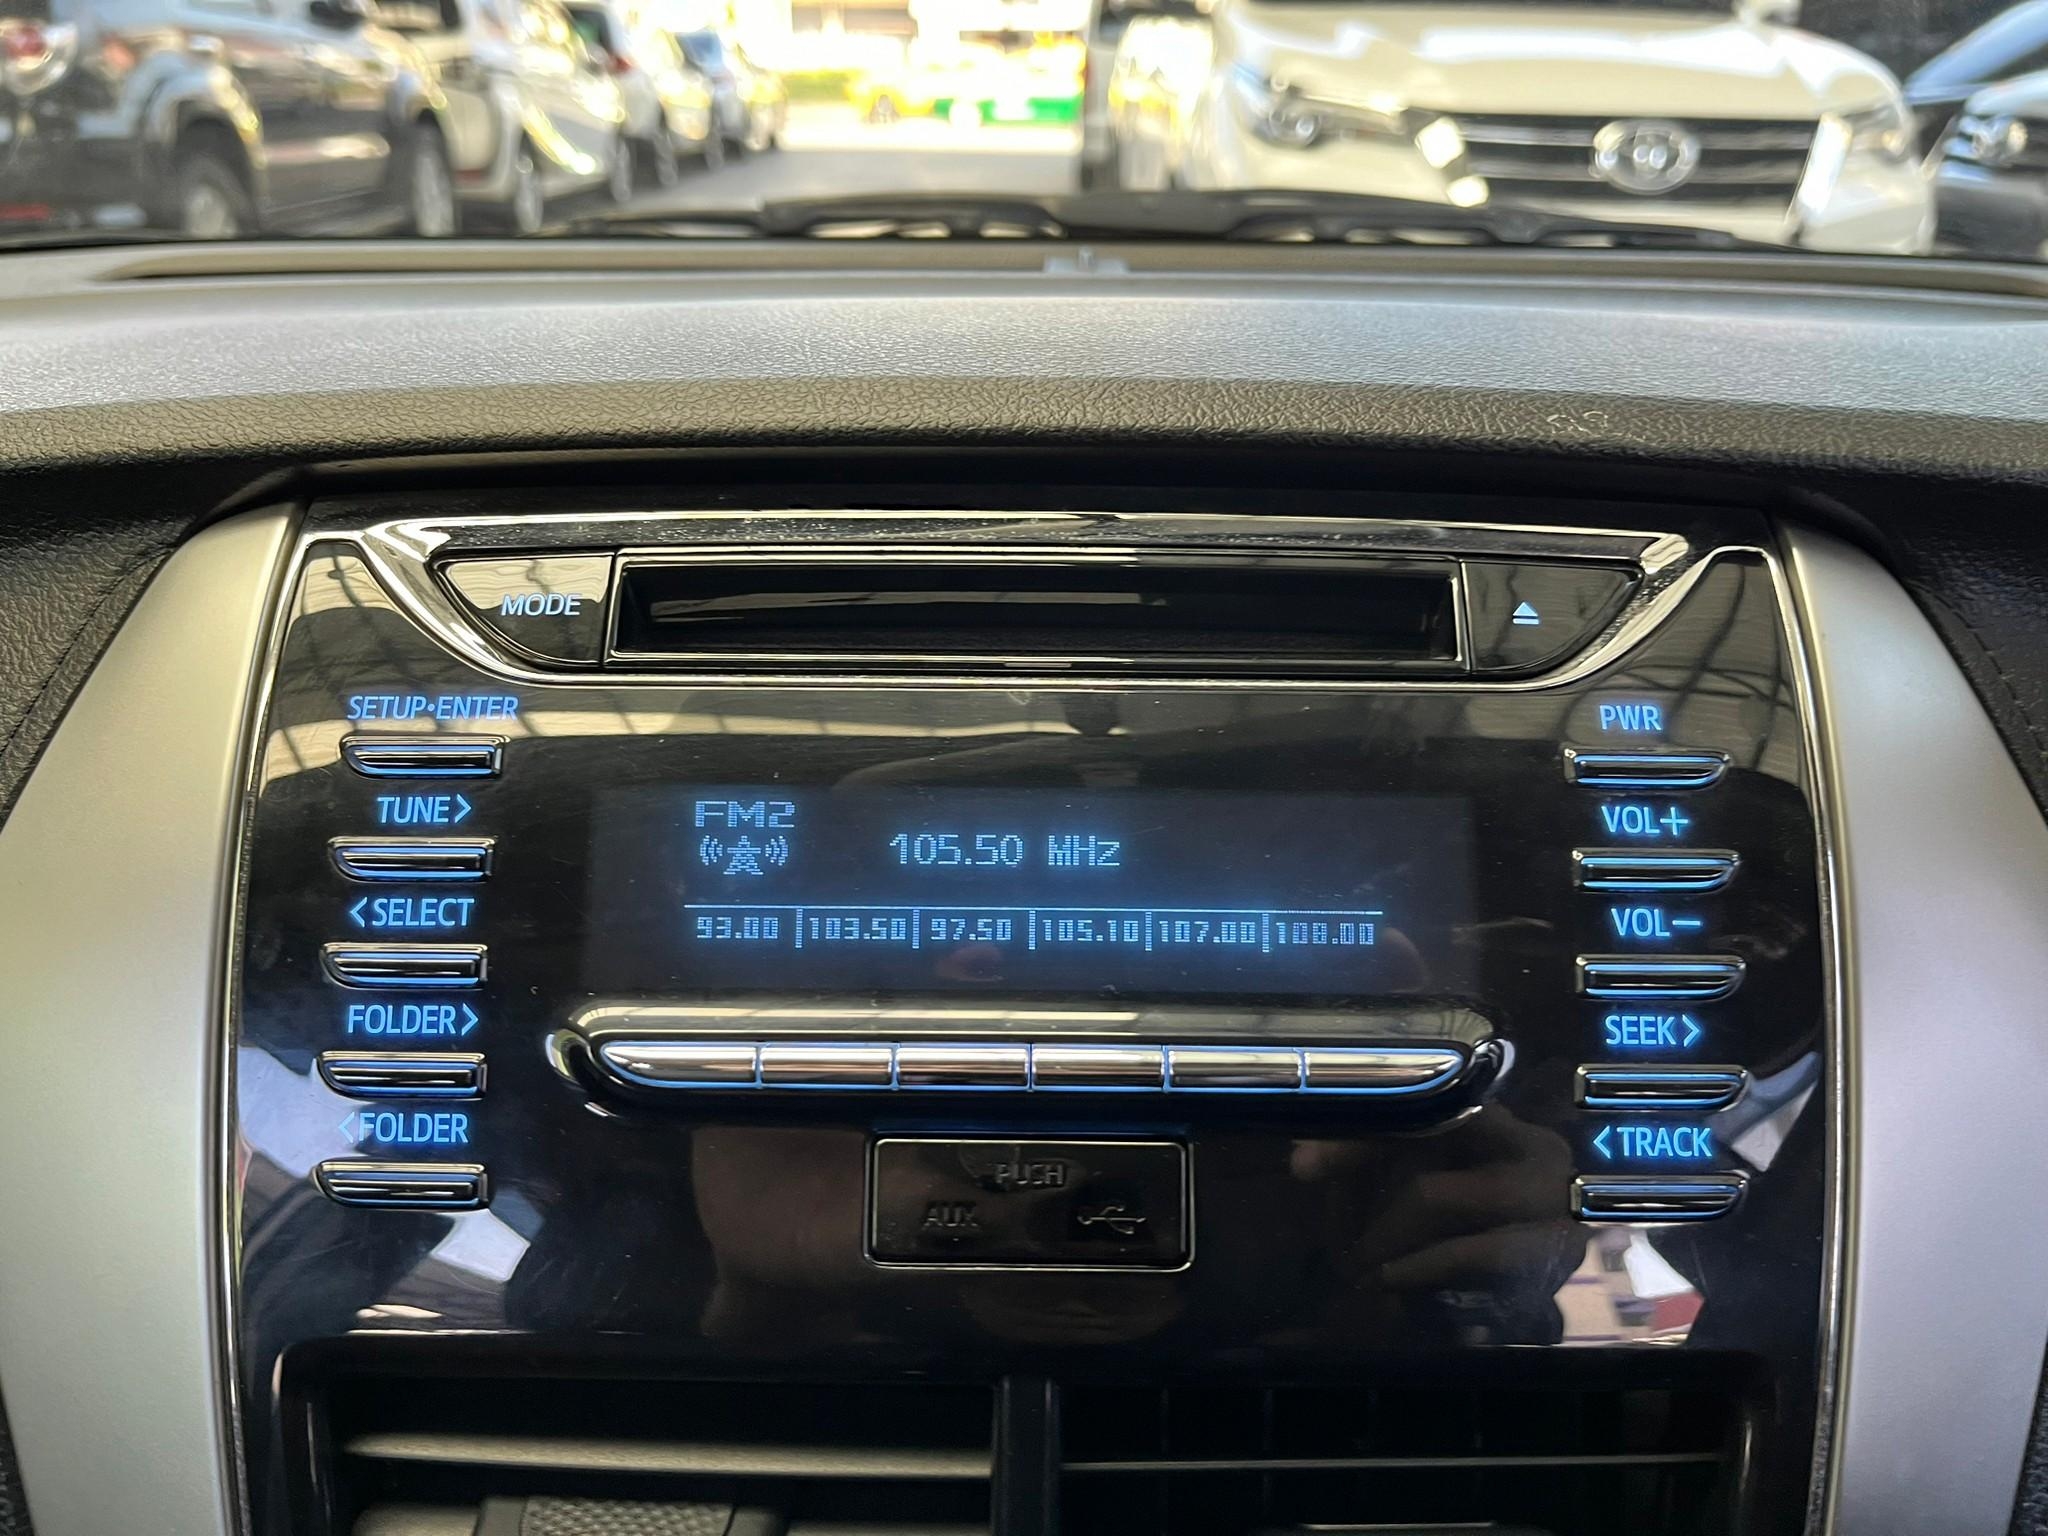 MODE
SETUP•ENTER
PWR
TUNE>
VOL+
FM2
105.50 MHz
<SELECT
VOL−
93.00 103.50 97.50 105.10 107.00 108.00
FOLDER>
SEEK>
<FOLDER
<TRACK
PUSH
AUX